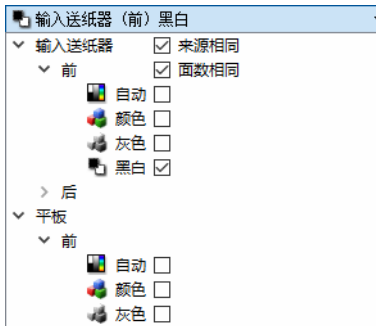 输入送纸器（前）黑白
输入送纸器 来源相同
前 面数相同
自动
颜色
灰色
黑白
后
平板
前
自动
颜色
灰色